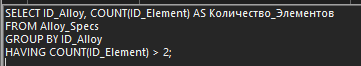 SELECT ID_Alloy, COUNT(ID_Element) AS Количество_Элементов
FROM Alloy_Specs
GROUP BY ID_Alloy
HAVING COUNT(ID_Element) > 2;